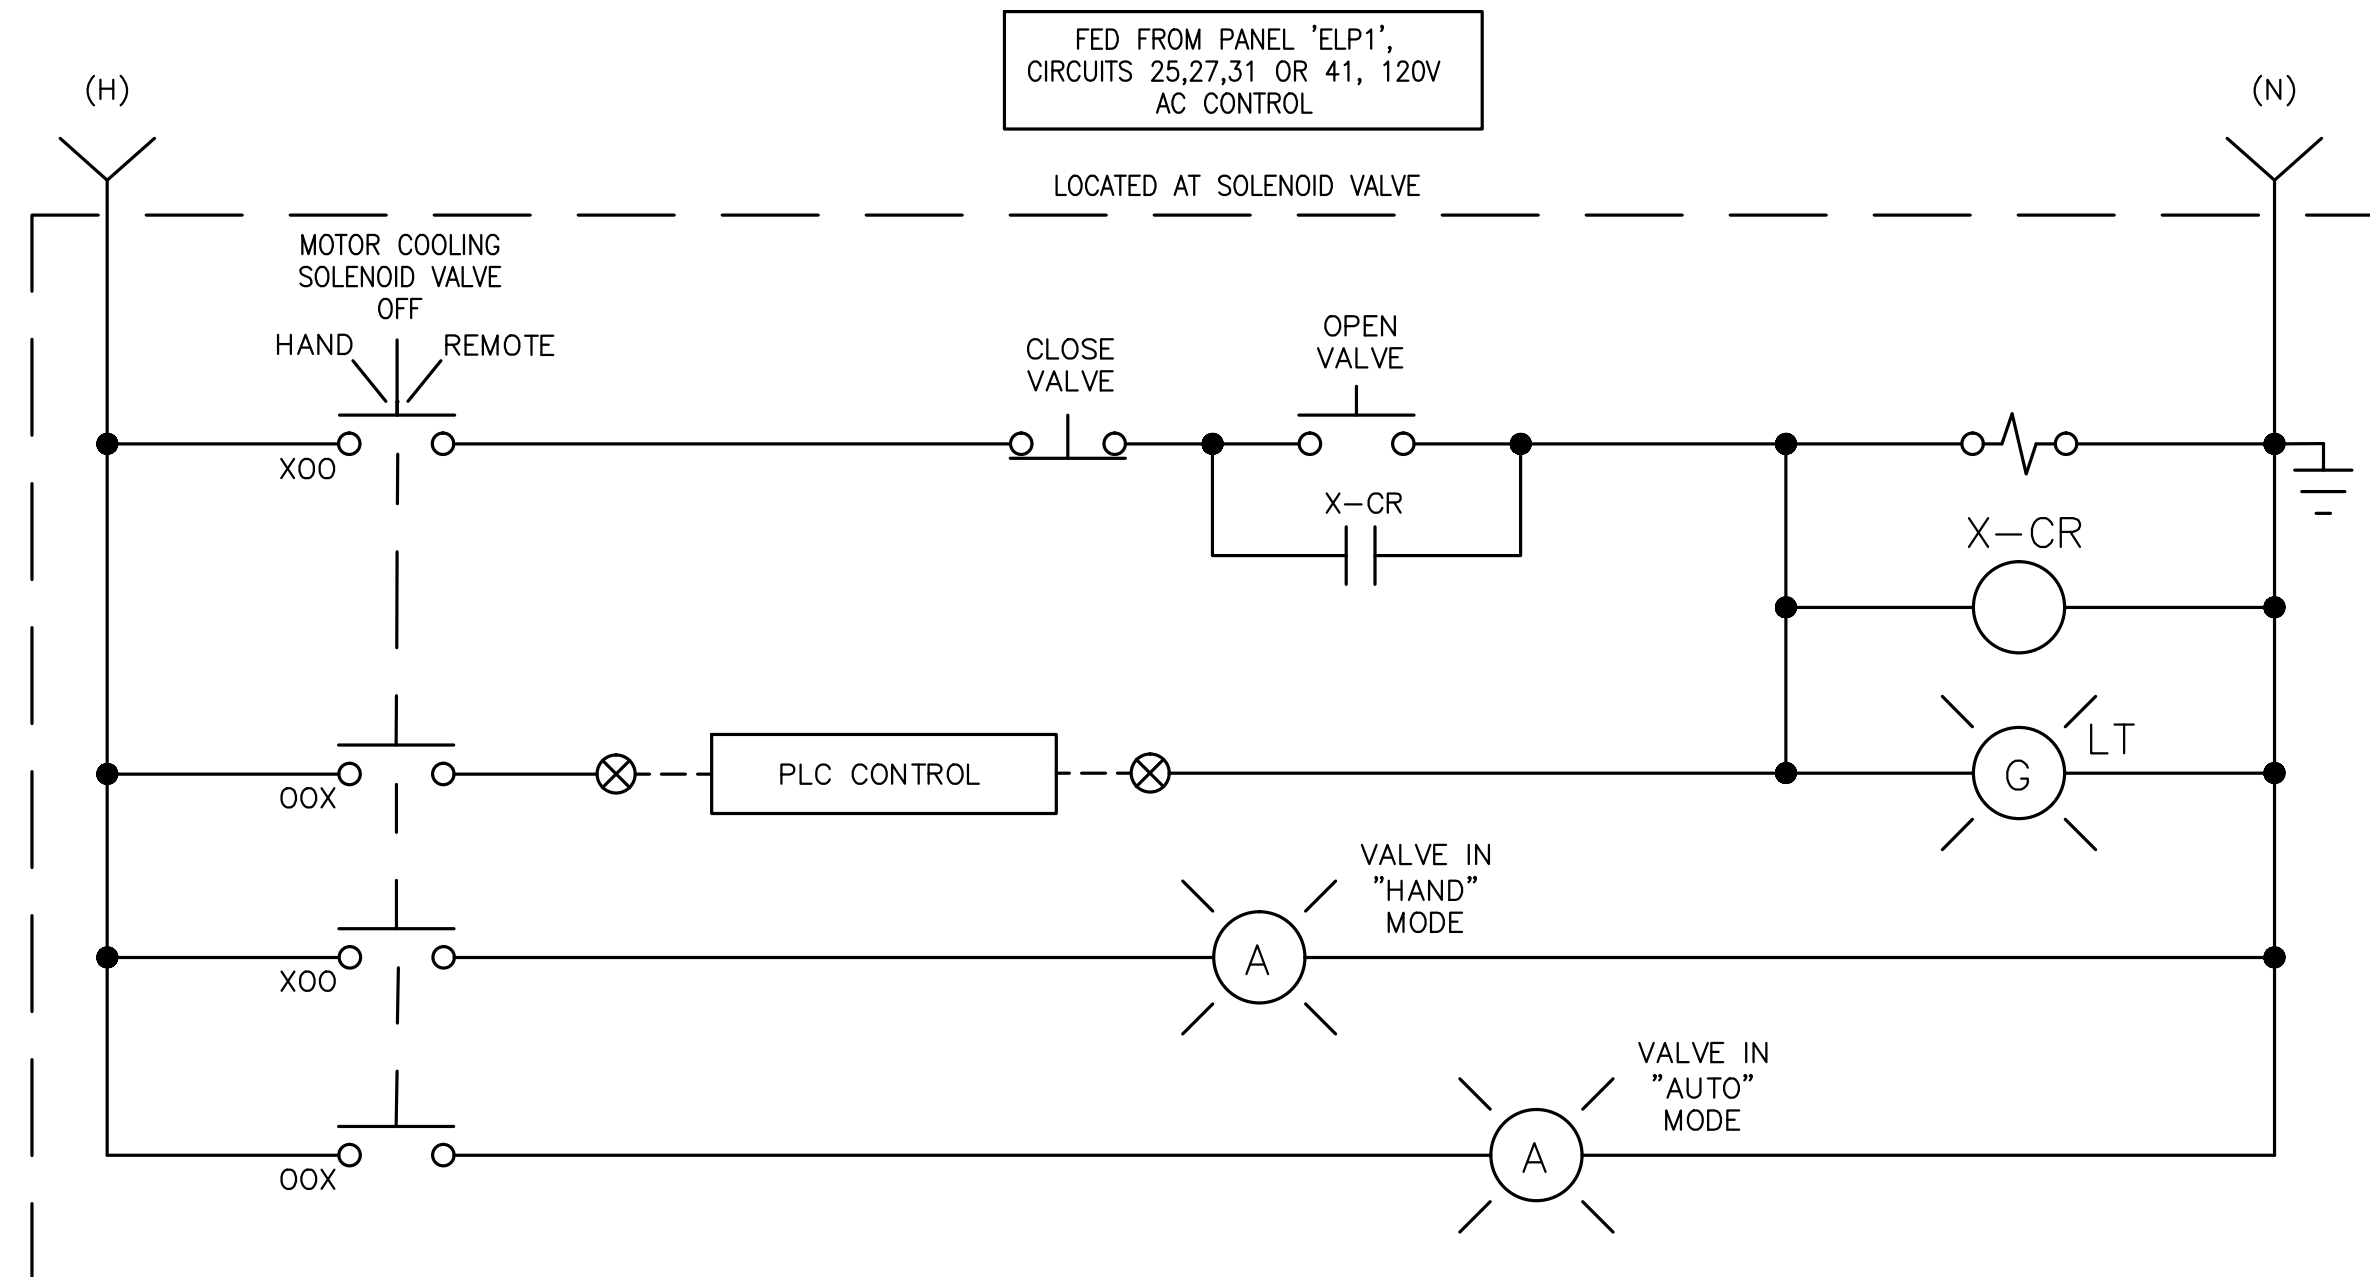 FED FROM PANEL 'ELP1',
CIRCUITS 25,27,31 OR 41, 120V
AC CONTROL
(H)
(N)
LOCATED AT SOLENOID VALVE
MOTOR COOLING
SOLENOID VALVE
OFF
HAND
REMOTE
CLOSE
VALVE
OPEN
VALVE
XOO
X-CR
X-CR
LT
PLC CONTROL
G
OOX
VALVE IN
"HAND"
MODE
A
XOO
VALVE IN
"AUTO"
MODE
A
OOX